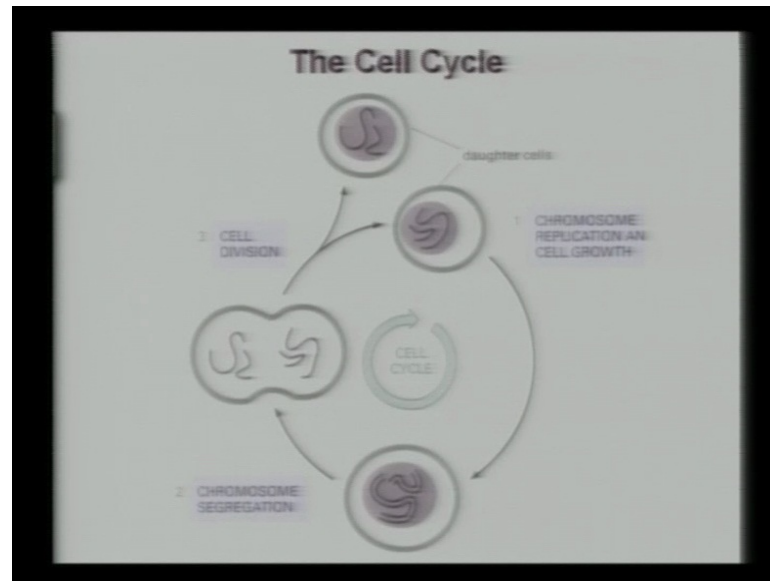 The Cell Cycle
daughter cells
1 CHROMOSOME
REPLICATION AN
CELL GROWTH
3 CELL
DIVISION
CELL
CYCLE
2 CHROMOSOME
SEGREGATION